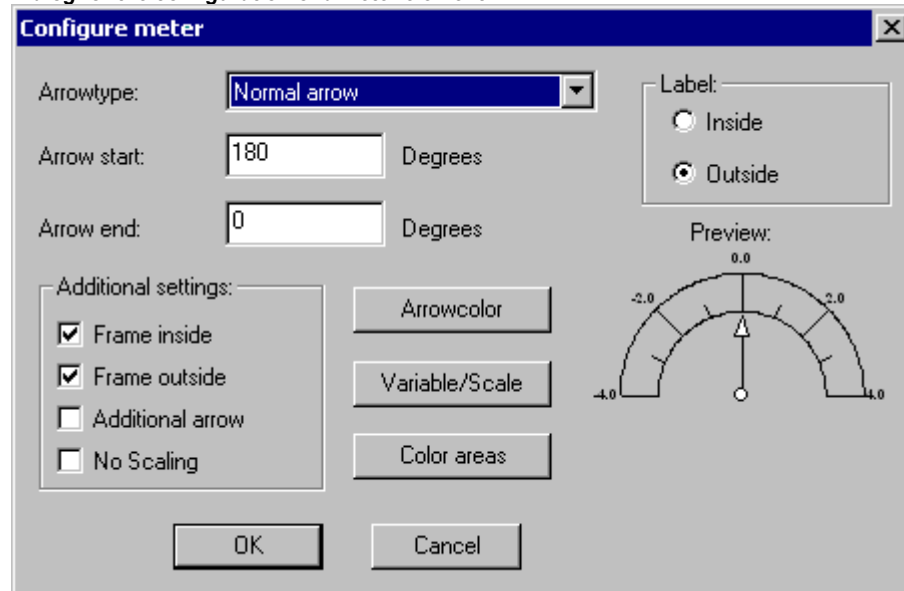 Configure meter
Arrowtype:
Normal arrow
Label:
Inside
Outside
Arrow start:
180
Degrees
Arrow end:
0
Degrees
Preview:
0.0
-2.0
2.0
-4.0
4.0
Additional settings:
Frame inside
Frame outside
Additional arrow
No Scaling
Arrowcolor
Variable/Scale
Color areas
OK
Cancel